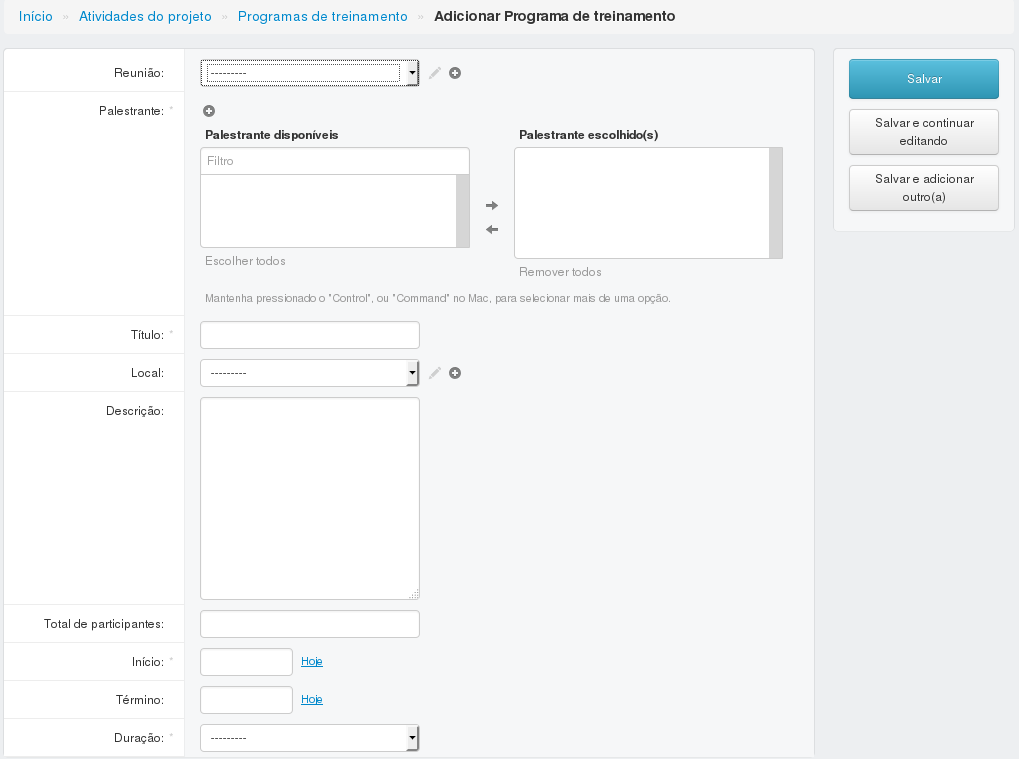 Início » Atividades do projeto » Programas de treinamento » Adicionar Programa de treinamento
Reunião: ---------
Palestrante: *
Palestrante disponíveis
Filtro
Escolher todos
Palestrante escolhido(s)
Remover todos
Mantenha pressionado o "Control", ou "Command" no Mac, para selecionar mais de uma opção.
Título: *
Local: ---------
Descrição:
Total de participantes:
Início: * Hoje
Término: Hoje
Duração: * ---------
Salvar
Salvar e continuar
editando
Salvar e adicionar
outro(a)